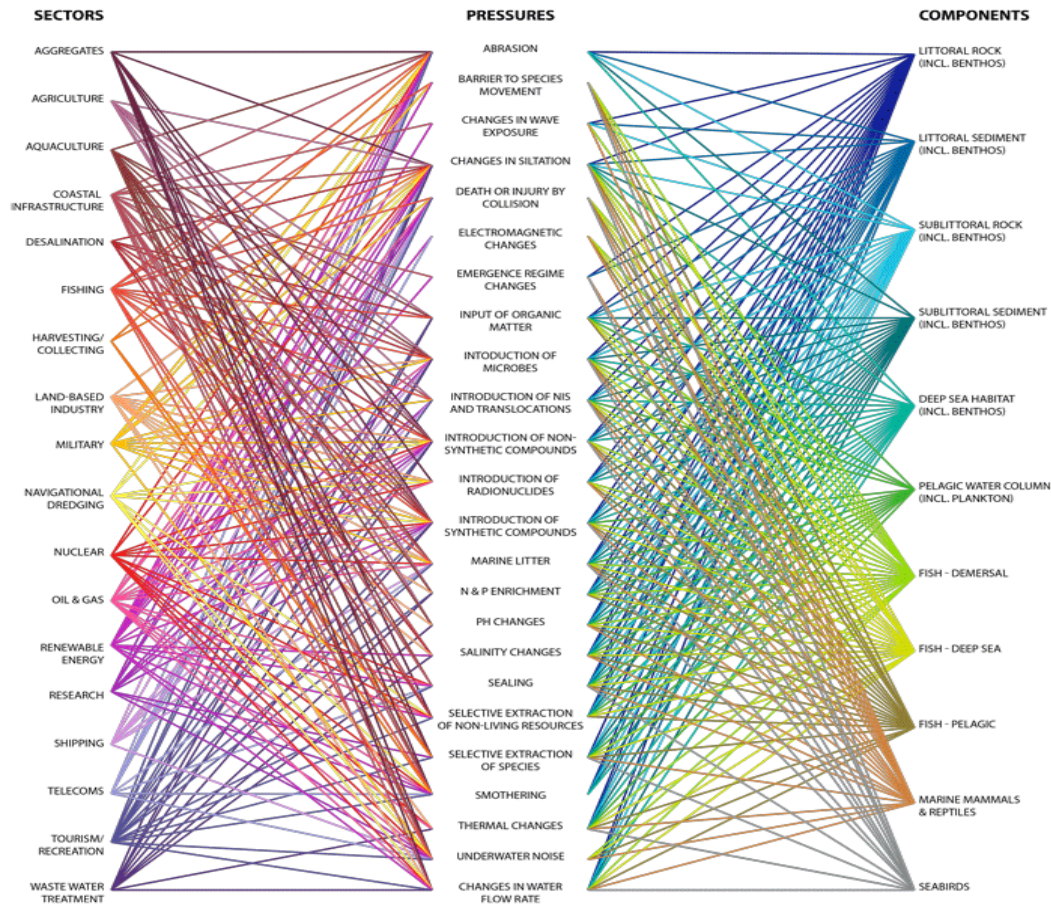 SECTORS
AGGREGATES
AGRICULTURE
AQUACULTURE
COASTAL
INFRASTRUCTURE
DESALINATION
FISHING
HARVESTING/
COLLECTING
LAND-BASED
INDUSTRY
MILITARY
NAVIGATIONAL
DREDGING
NUCLEAR
OIL & GAS
RENEWABLE
ENERGY
RESEARCH
SHIPPING
TELECOMS
TOURISM/
RECREATION
WASTE WATER
TREATMENT
PRESSURES
ABRASION
BARRIER TO SPECIES
MOVEMENT
CHANGES IN WAVE
EXPOSURE
CHANGES IN SILTATION
DEATH OR INJURY BY
COLLISION
ELECTROMAGNETIC
CHANGES
EMERGENCE REGIME
CHANGES
INPUT OF ORGANIC
MATTER
INTODUCTION OF
MICROBES
INTRODUCTION OF NIS
AND TRANSLOCATIONS
INTRODUCTION OF NON-
SYNTHETIC COMPOUNDS
INTRODUCTION OF
RADIONUCLIDES
INTRODUCTION OF
SYNTHETIC COMPOUNDS
MARINE LITTER
N & P ENRICHMENT
PH CHANGES
SALINITY CHANGES
SEALING
SELECTIVE EXTRACTION
OF NON-LIVING RESOURCES
SELECTIVE EXTRACTION
OF SPECIES
SMOTHERING
THERMAL CHANGES
UNDERWATER NOISE
CHANGES IN WATER
FLOW RATE
COMPONENTS
LITTORAL ROCK
(INCL. BENTHOS)
LITTORAL SEDIMENT
(INCL. BENTHOS)
SUBLITTORAL ROCK
(INCL. BENTHOS)
SUBLITTORAL SEDIMENT
(INCL. BENTHOS)
DEEP SEA HABITAT
(INCL. BENTHOS)
PELAGIC WATER COLUMN
(INCL. PLANKTON)
FISH - DEMERSAL
FISH - DEEP SEA
FISH - PELAGIC
MARINE MAMMALS
& REPTILES
SEABIRDS